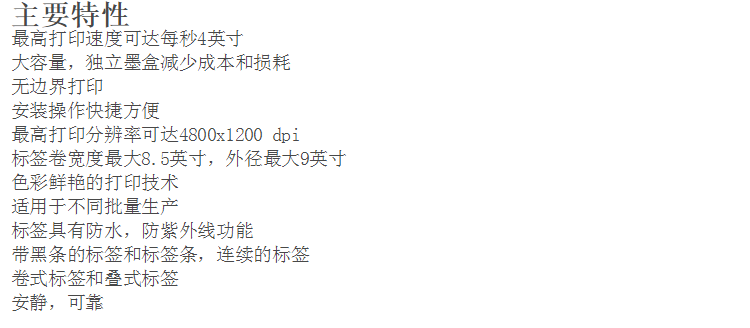 主要特性
最高打印速度可达每秒4英寸
大容量，独立墨盒减少成本和损耗
无边界打印
安装操作快捷方便
最高打印分辨率可达4800x1200 dpi
标签卷宽度最大8.5英寸，外径最大9英寸
色彩鲜艳的打印技术
适用于不同批量生产
标签具有防水，防紫外线功能
带黑条的标签和标签条，连续的标签
卷式标签和叠式标签
安静，可靠